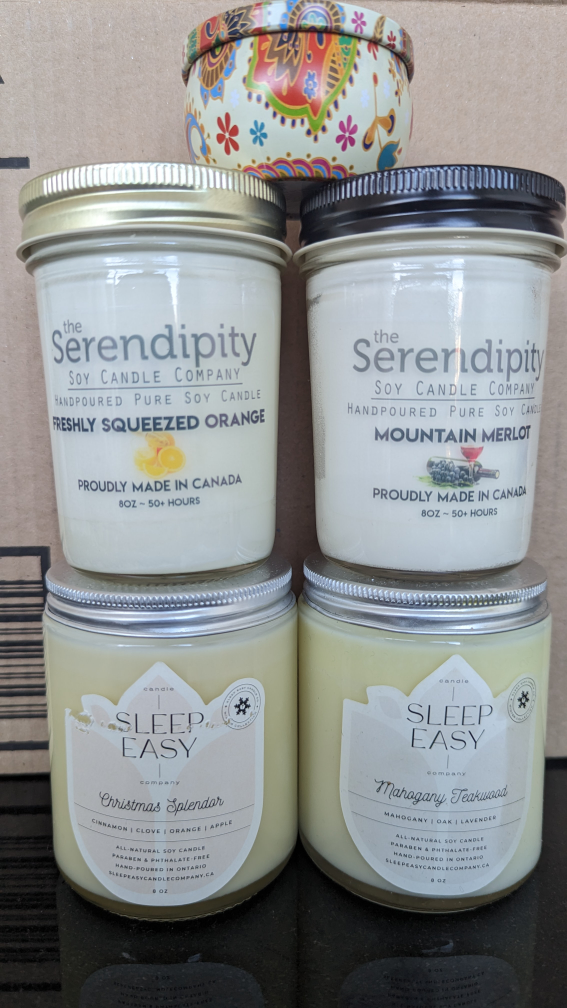 the
Serendipity
SOY CANDLE COMPANY
HANDPOURED PURE SOY CANDLE
FRESHLY SQUEEZED ORANGE
PROUDLY MADE IN CANADA
8OZ ~ 50+ HOURS
the
Serendipity
SOY CANDLE COMPANY
HANDPOURED PURE SOY CANDLE
MOUNTAIN MERLOT
PROUDLY MADE IN CANADA
8OZ ~ 50+ HOURS
candle
SLEEP
EASY
company
Christmas Splendor
CINNAMON | CLOVE | ORANGE | APPLE
ALL-NATURAL SOY CANDLE
PARABEN & PHTHALATE-FREE
HAND-POURED IN ONTARIO
SLEEPEASYCANDLECOMPANY.CA
8 OZ
candle
SLEEP
EASY
company
Mahogany Teakwood
MAHOGANY | OAK | LAVENDER
ALL-NATURAL SOY CANDLE
PARABEN & PHTHALATE-FREE
HAND-POURED IN ONTARIO
SLEEPEASYCANDLECOMPANY.CA
8 OZ